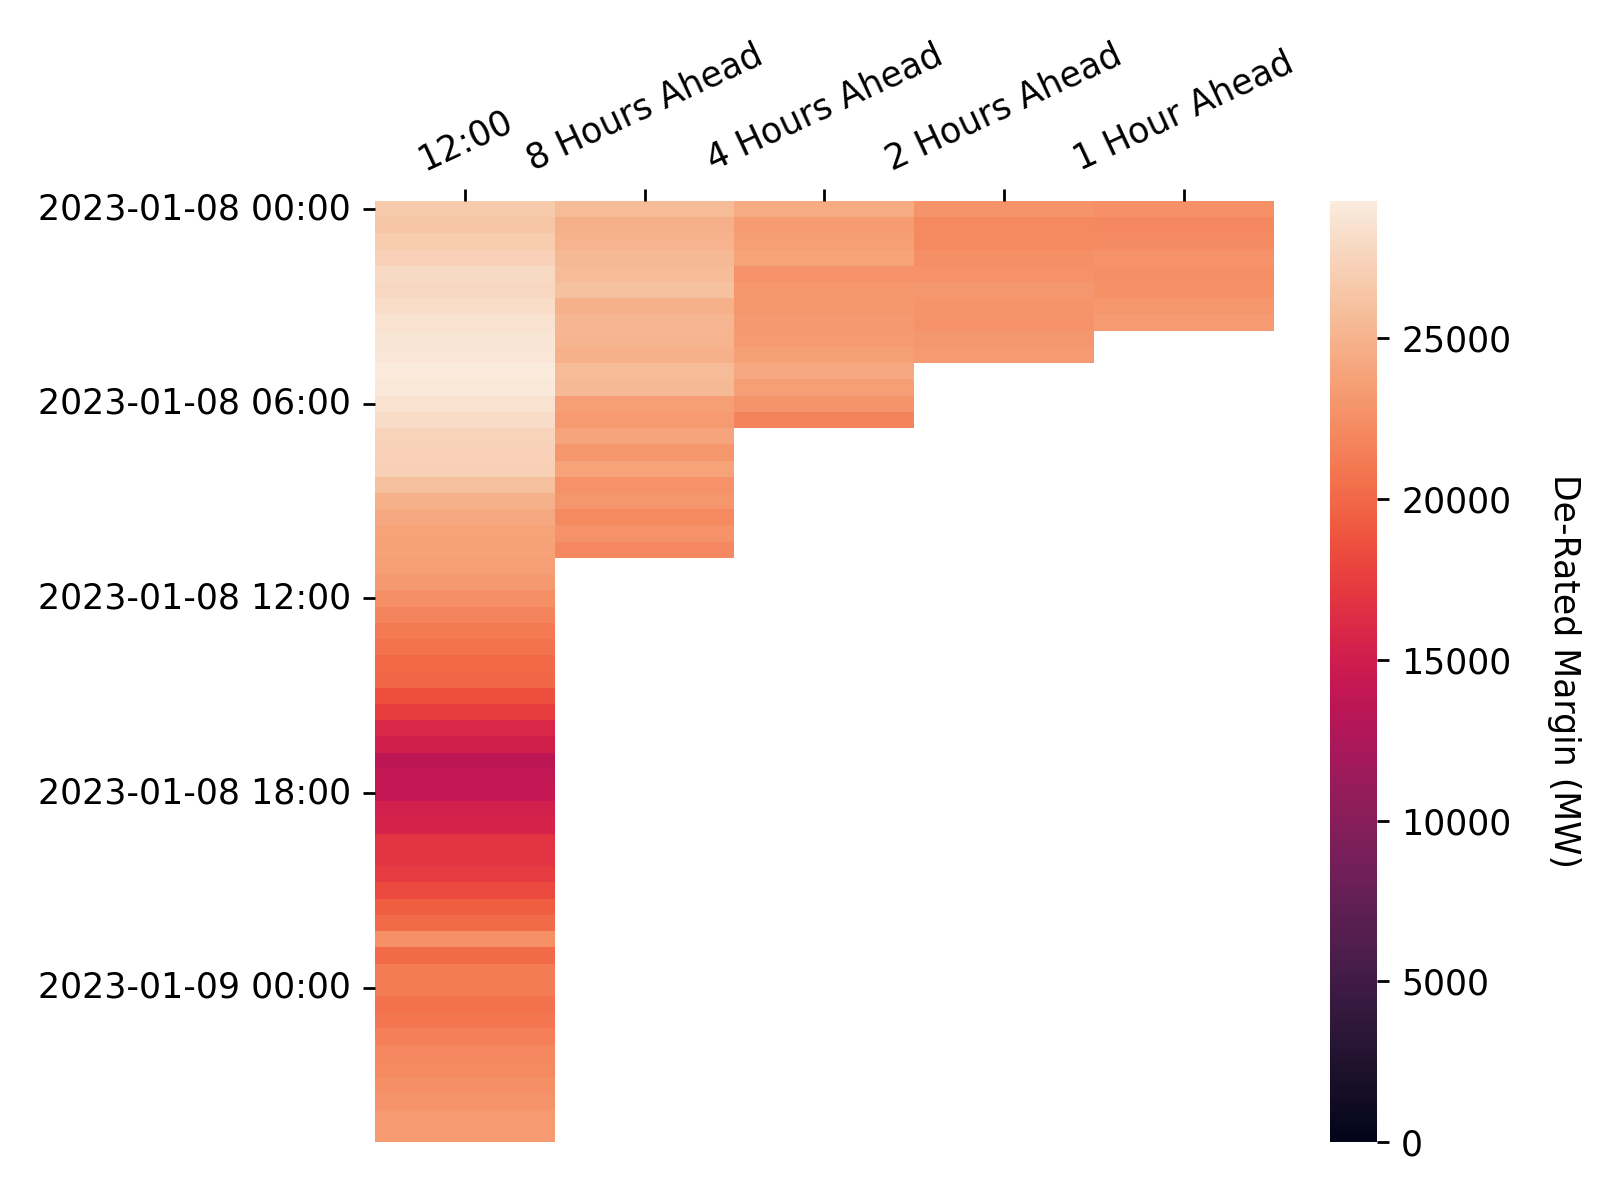 12:00
8 Hours Ahead
4 Hours Ahead
2 Hours Ahead
1 Hour Ahead
2023-01-08 00:00
2023-01-08 06:00
2023-01-08 12:00
2023-01-08 18:00
2023-01-09 00:00
25000
20000
15000
10000
5000
0
De-Rated Margin (MW)